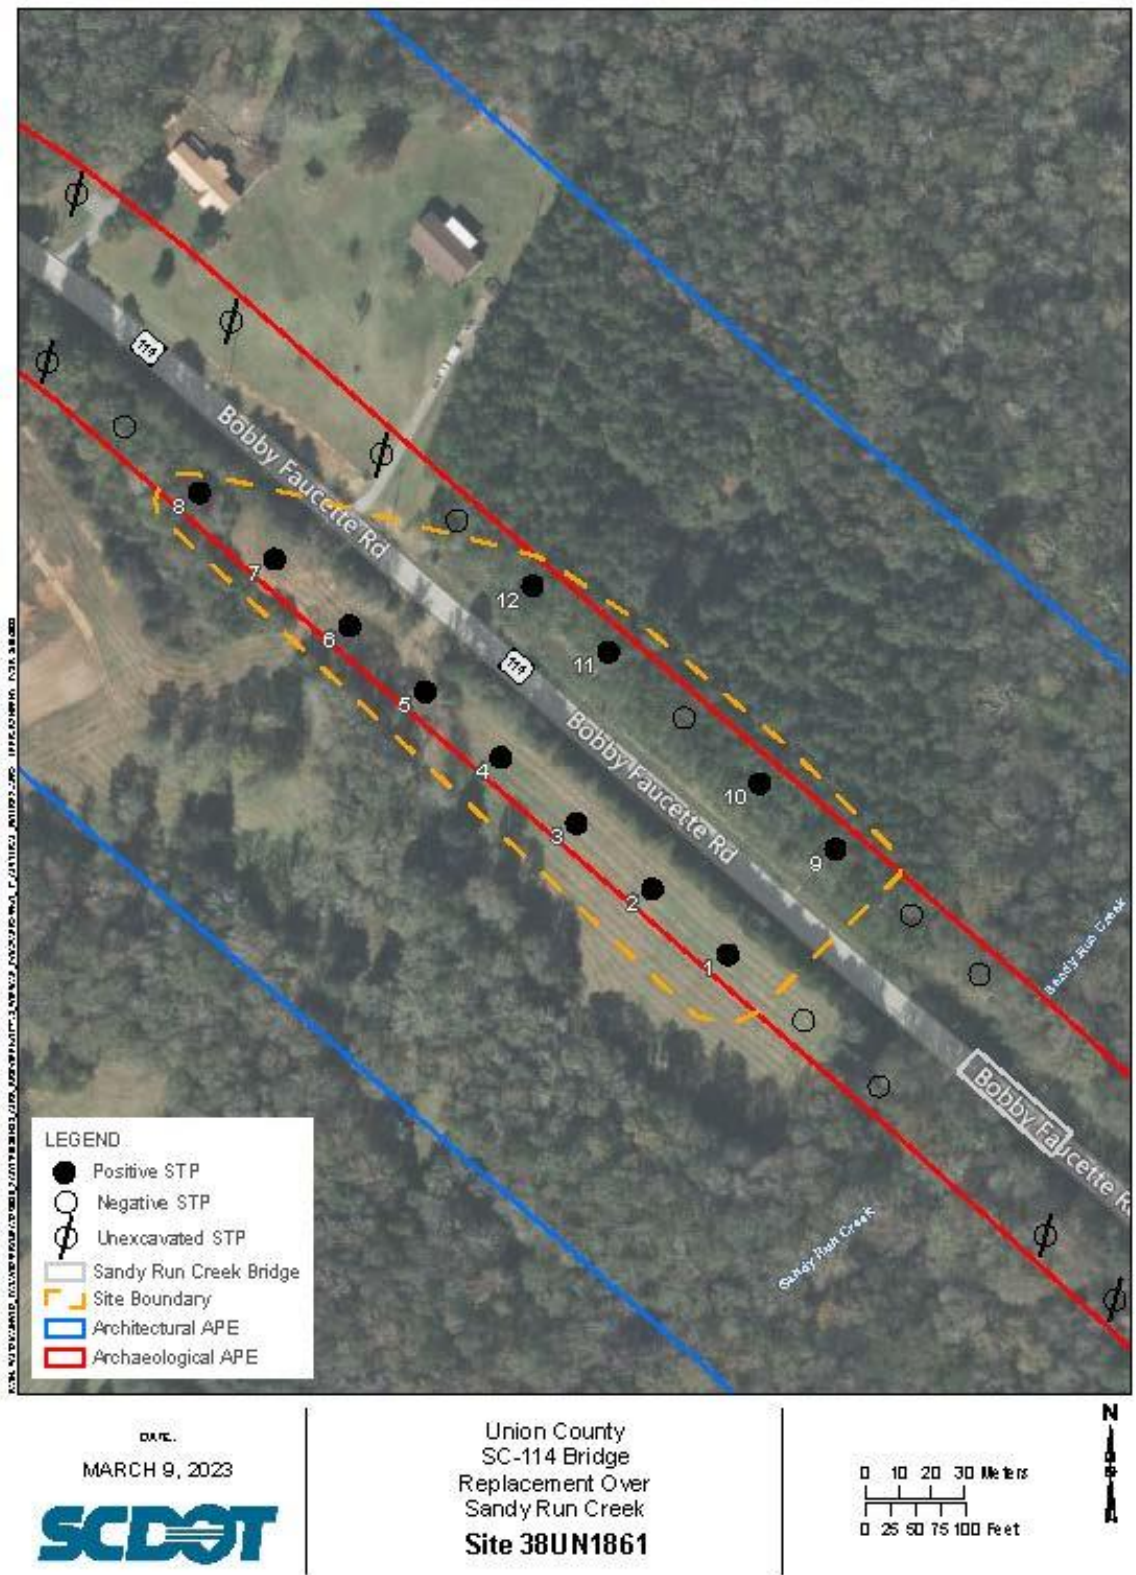 114
Bobby Faucette Rd
8
7
6
5
4
3
2
1
12
11
10
9
114
Bobby Faucette Rd
Sandy Run Creek
Bobby Faucette Rd
Sandy Run Creek
LEGEND
Positive STP
Negative STP
Unexcavated STP
Sandy Run Creek Bridge
Site Boundary
Architectural APE
Archaeological APE
DATE:
MARCH 9, 2023
SCDOT
Union County
SC-114 Bridge
Replacement Over
Sandy Run Creek
Site 38UN1861
0 10 20 30 Meters
0 25 50 75 100 Feet
N